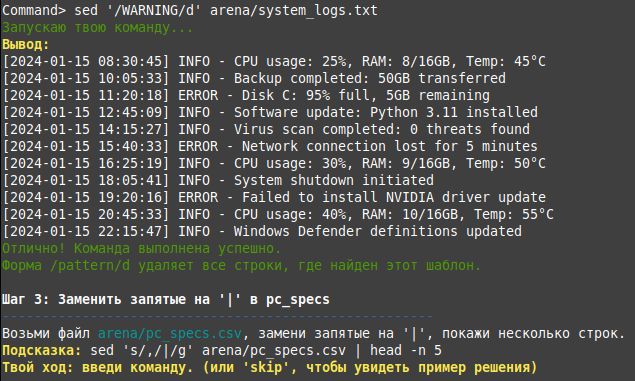 Command> sed '/WARNING/d' arena/system_logs.txt
Запускаю твою команду...
Вывод:
[2024-01-15 08:30:45] INFO - CPU usage: 25%, RAM: 8/16GB, Temp: 45°C
[2024-01-15 10:05:33] INFO - Backup completed: 50GB transferred
[2024-01-15 11:20:18] ERROR - Disk C: 95% full, 5GB remaining
[2024-01-15 12:45:09] INFO - Software update: Python 3.11 installed
[2024-01-15 14:15:27] INFO - Virus scan completed: 0 threats found
[2024-01-15 15:40:33] ERROR - Network connection lost for 5 minutes
[2024-01-15 16:25:19] INFO - CPU usage: 30%, RAM: 9/16GB, Temp: 50°C
[2024-01-15 18:05:41] INFO - System shutdown initiated
[2024-01-15 19:20:16] ERROR - Failed to install NVIDIA driver update
[2024-01-15 20:45:33] INFO - CPU usage: 40%, RAM: 10/16GB, Temp: 55°C
[2024-01-15 22:15:47] INFO - Windows Defender definitions updated
Отлично! Команда выполнена успешно.
Форма /pattern/d удаляет все строки, где найден этот шаблон.
Шаг 3: Заменить запятые на '|' в pc_specs
---------------------------------------------------
Возьми файл arena/pc_specs.csv, замени запятые на '|', покажи несколько строк.
Подсказка: sed 's/,/|/g' arena/pc_specs.csv | head -n 5
Твой ход: введи команду. (или 'skip', чтобы увидеть пример решения)